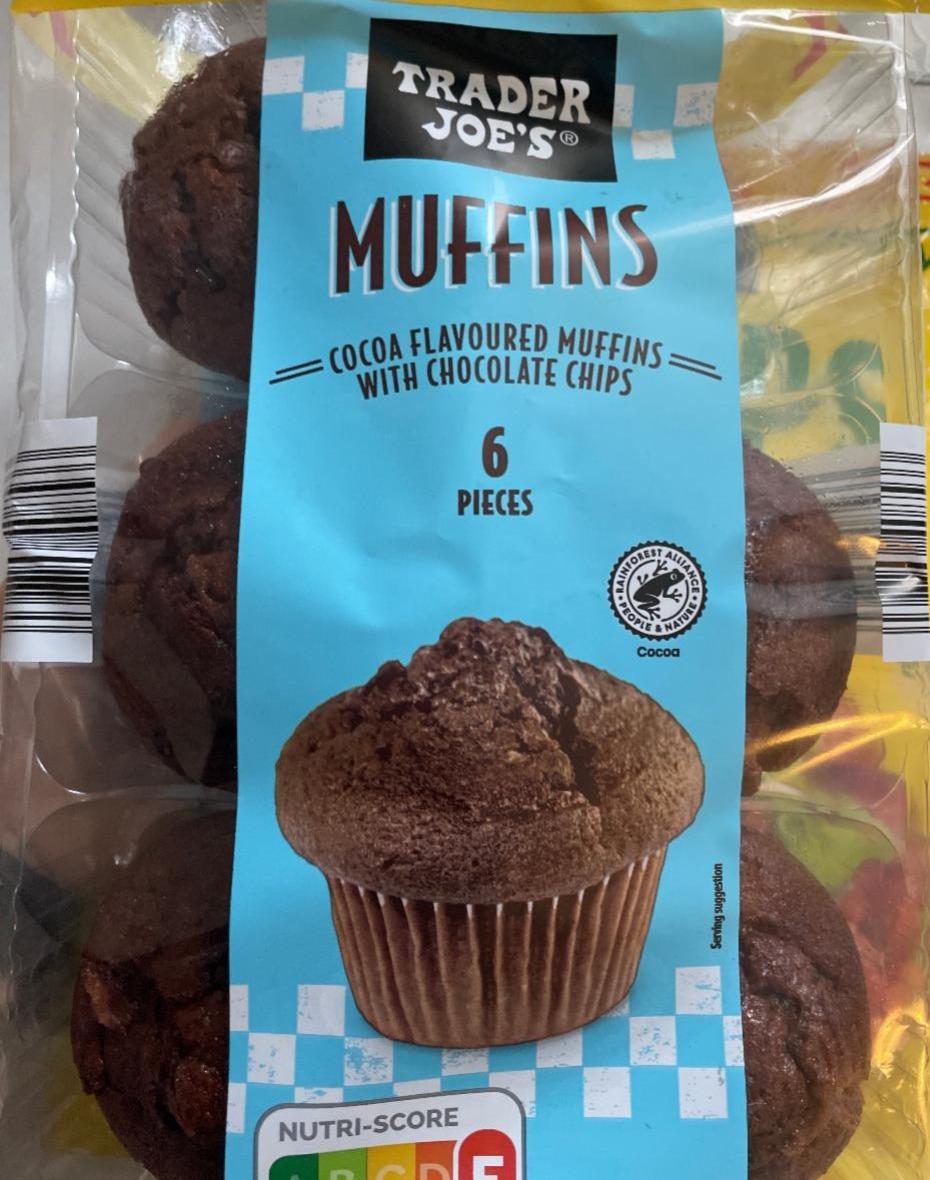 TRADER
JOE'S®
MUFFINS
COCOA FLAVOURED MUFFINS
WITH CHOCOLATE CHIPS
6
PIECES
RAINFOREST ALLIANCE
PEOPLE & NATURE
Cocoa
Serving suggestion
NUTRI-SCORE
A B C D E